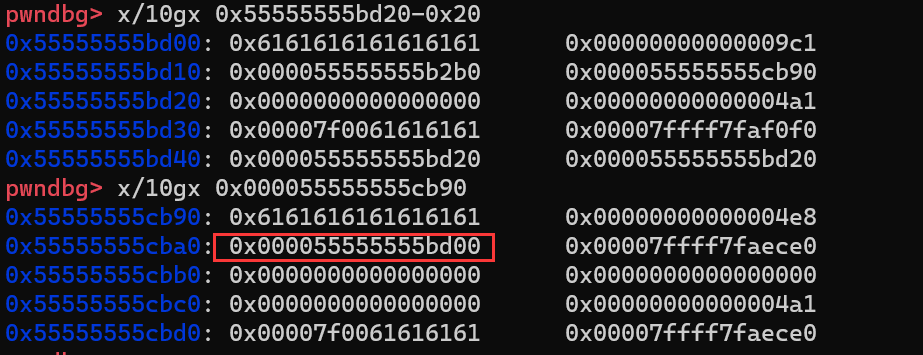 pwndbg> x/10gx 0x55555555bd20-0x20
0x55555555bd00: 0x6161616161616161 0x00000000000009c1
0x55555555bd10: 0x000055555555b2b0 0x000055555555cb90
0x55555555bd20: 0x0000000000000000 0x00000000000004a1
0x55555555bd30: 0x00007f0061616161 0x00007ffff7faf0f0
0x55555555bd40: 0x000055555555bd20 0x000055555555bd20
pwndbg> x/10gx 0x000055555555cb90
0x55555555cb90: 0x6161616161616161 0x00000000000004e8
0x55555555cba0: 0x000055555555bd00 0x00007ffff7faece0
0x55555555cbb0: 0x0000000000000000 0x0000000000000000
0x55555555cbc0: 0x0000000000000000 0x00000000000004a1
0x55555555cbd0: 0x00007f0061616161 0x00007ffff7faece0